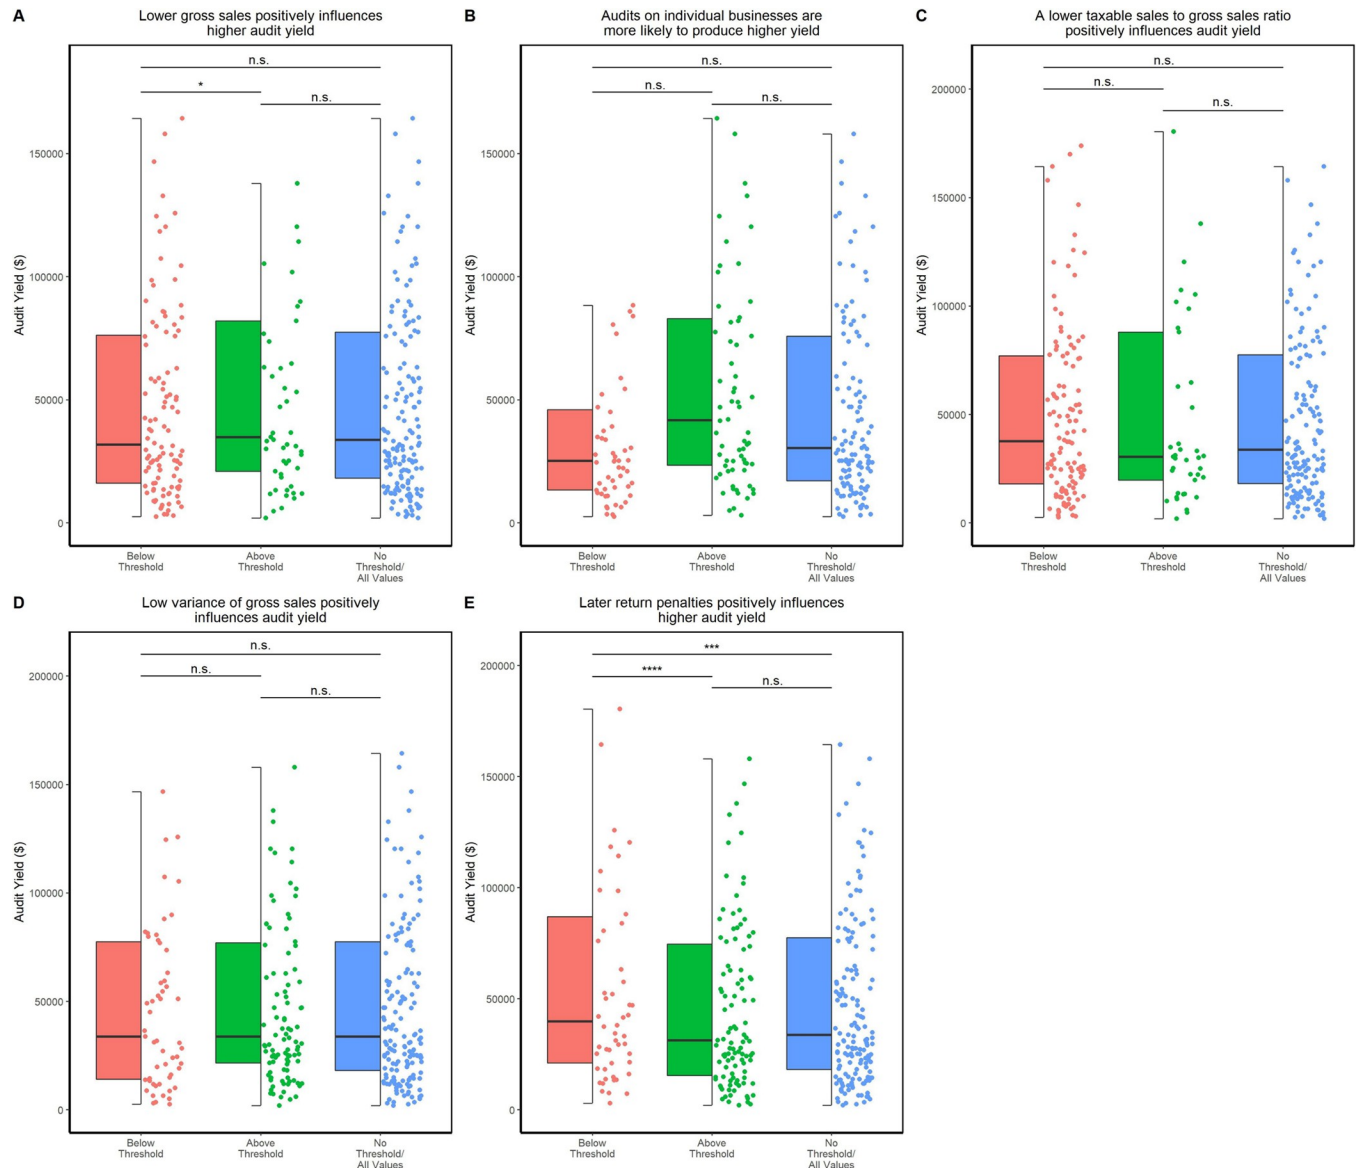 A
Lower gross sales positively influences
higher audit yield
n.s.
*
n.s.
150000
100000
50000
0
Audit Yield ($)
Below
Threshold
Above
Threshold
No
Threshold/
All Values
B
Audits on individual businesses are
more likely to produce higher yield
n.s.
n.s.
n.s.
150000
100000
50000
0
Audit Yield ($)
Below
Threshold
Above
Threshold
No
Threshold/
All Values
C
A lower taxable sales to gross sales ratio
positively influences audit yield
n.s.
n.s.
n.s.
200000
150000
100000
50000
0
Audit Yield ($)
Below
Threshold
Above
Threshold
No
Threshold/
All Values
D
Low variance of gross sales positively
influences audit yield
n.s.
n.s.
n.s.
200000
150000
100000
50000
0
Audit Yield ($)
Below
Threshold
Above
Threshold
No
Threshold/
All Values
E
Later return penalties positively influences
higher audit yield
***
****
n.s.
200000
150000
100000
50000
0
Audit Yield ($)
Below
Threshold
Above
Threshold
No
Threshold/
All Values